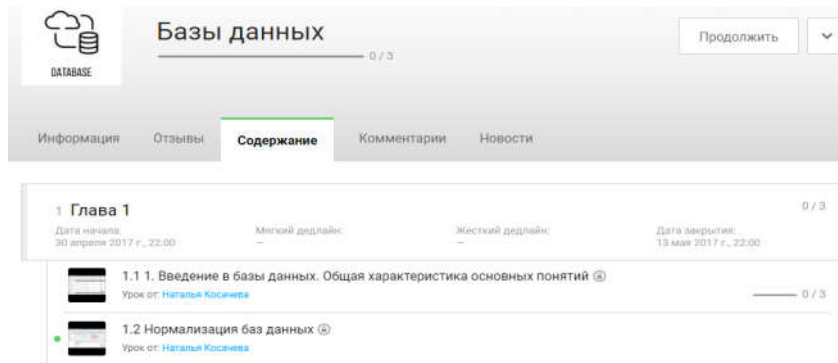 Базы данных
0 / 3
Продолжить
DATABASE
Информация Отзывы Содержание Комментарии Новости
1 Глава 1 0 / 3
Дата начала: Мягкий дедлайн: Жесткий дедлайн: Дата закрытия:
30 апреля 2017 г., 22:00 — — 13 мая 2017 г., 22:00
1.1 1. Введение в базы данных. Общая характеристика основных понятий
Урок от: Наталья Косачева 0 / 3
1.2 Нормализация баз данных
Урок от: Наталья Косачева